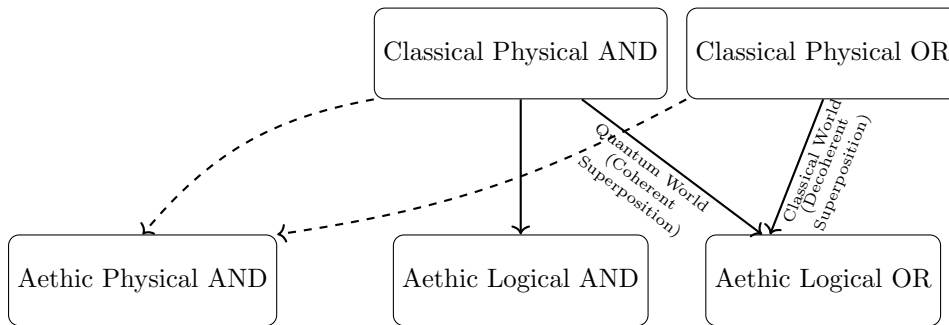 Classical Physical AND
Classical Physical OR
Quantum World
(Coherent
Superposition)
Classical World
(Decoherent
Superposition)
Aethic Physical AND
Aethic Logical AND
Aethic Logical OR